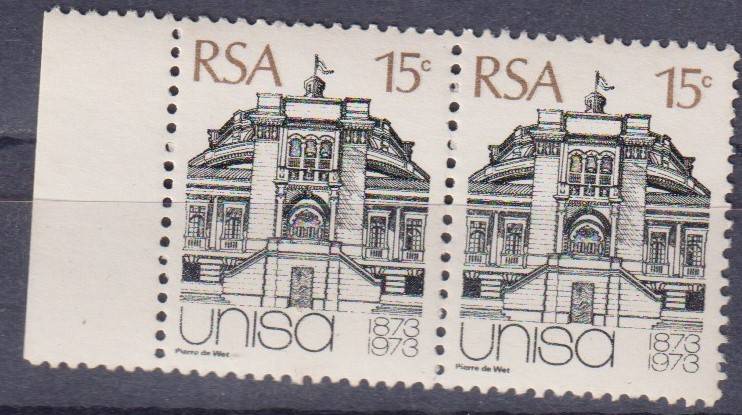 RSA 15c
unisa 1873
1973
Pierre de Wet
RSA 15c
unisa 1873
1973
Pierre de Wet